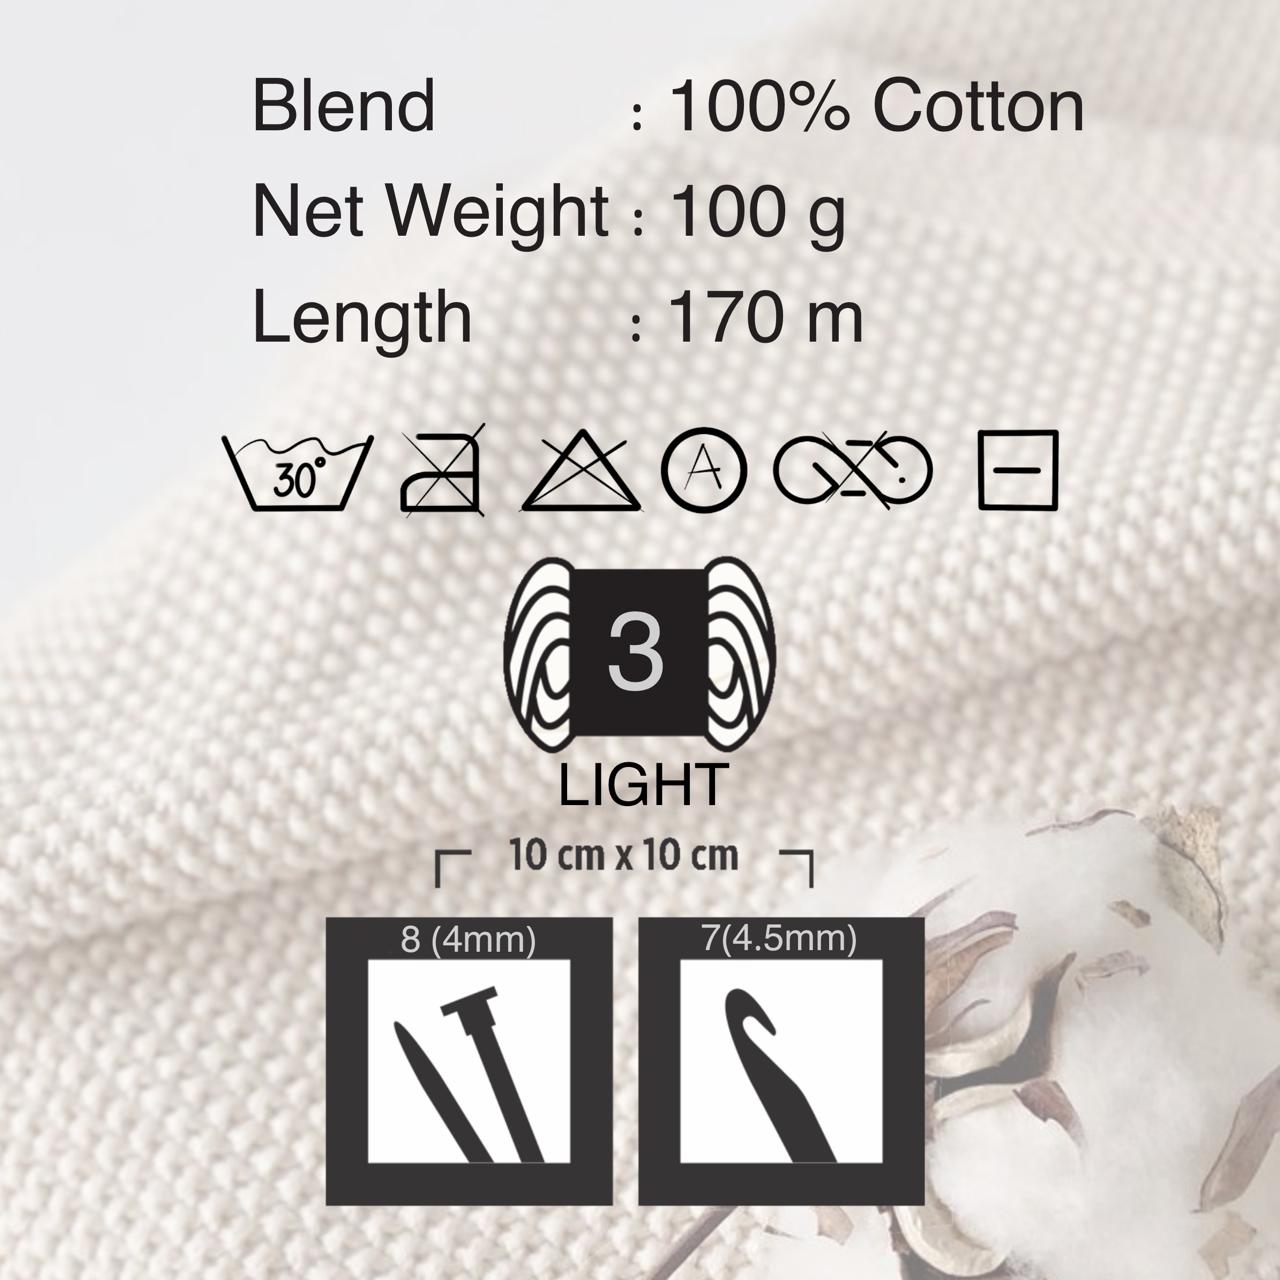 Blend : 100% Cotton
Net Weight : 100 g
Length : 170 m
30°
A
3
LIGHT
10 cm x 10 cm
8 (4mm)
7(4.5mm)